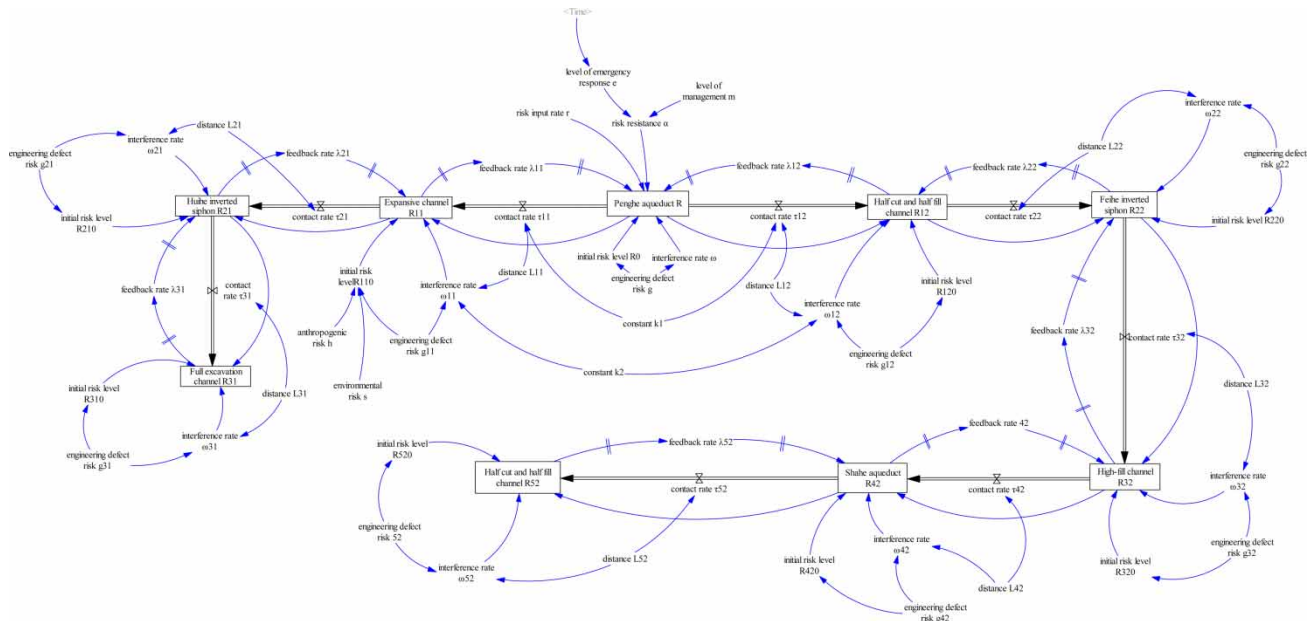 <Time>
level of emergency
response e
level of
management m
risk input rate r
risk resistance α
distance L21
interference rate
ω21
engineering defect
risk g21
feedback rate λ21
feedback rate λ11
feedback rate λ12
feedback rate λ22
distance L22
interference rate
ω22
engineering defect
risk g22
Huihe inverted
siphon R21
contact rate τ21
Expansive channel
R11
contact rate τ11
Penghe aqueduct R
contact rate τ12
Half cut and half fill
channel R12
contact rate τ22
Feihe inverted
siphon R22
initial risk level
R210
initial risk level R220
initial risk
levelR110
interference rate
ω11
distance L11
initial risk level R0
interference rate ω
engineering defect
risk g
distance L12
interference rate
ω12
initial risk level
R120
feedback rate λ31
contact
rate τ31
anthropogenic
risk h
engineering defect
risk g11
constant k1
constant k2
engineering defect
risk g12
feedback rate λ32
contact rate τ32
Full excavation
channel R31
initial risk level
R310
distance L31
environmental
risk s
distance L32
interference rate
ω31
engineering defect
risk g31
initial risk level
R520
feedback rate λ52
feedback rate 42
Half cut and half fill
channel R52
contact rate τ52
Shahe aqueduct
R42
contact rate τ42
High-fill channel
R32
interference rate
ω32
engineering defect
risk 52
interference rate
ω52
distance L52
initial risk level
R420
interference rate
ω42
distance L42
engineering defect
risk g42
initial risk level
R320
engineering defect
risk g32